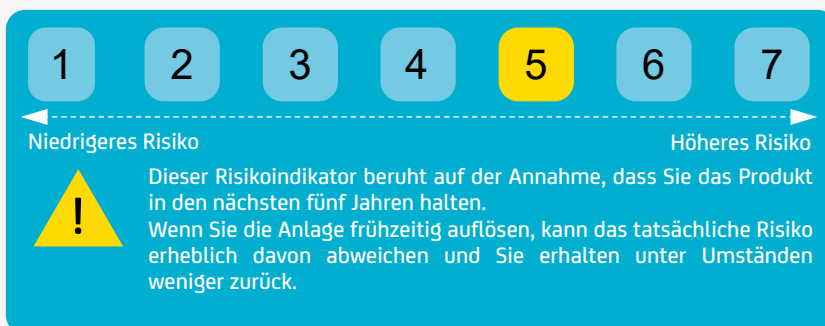 1 2 3 4 5 6 7
Niedrigeres Risiko Höheres Risiko
! Dieser Risikoindikator beruht auf der Annahme, dass Sie das Produkt
in den nächsten fünf Jahren halten.
Wenn Sie die Anlage frühzeitig auflösen, kann das tatsächliche Risiko
erheblich davon abweichen und Sie erhalten unter Umständen
weniger zurück.